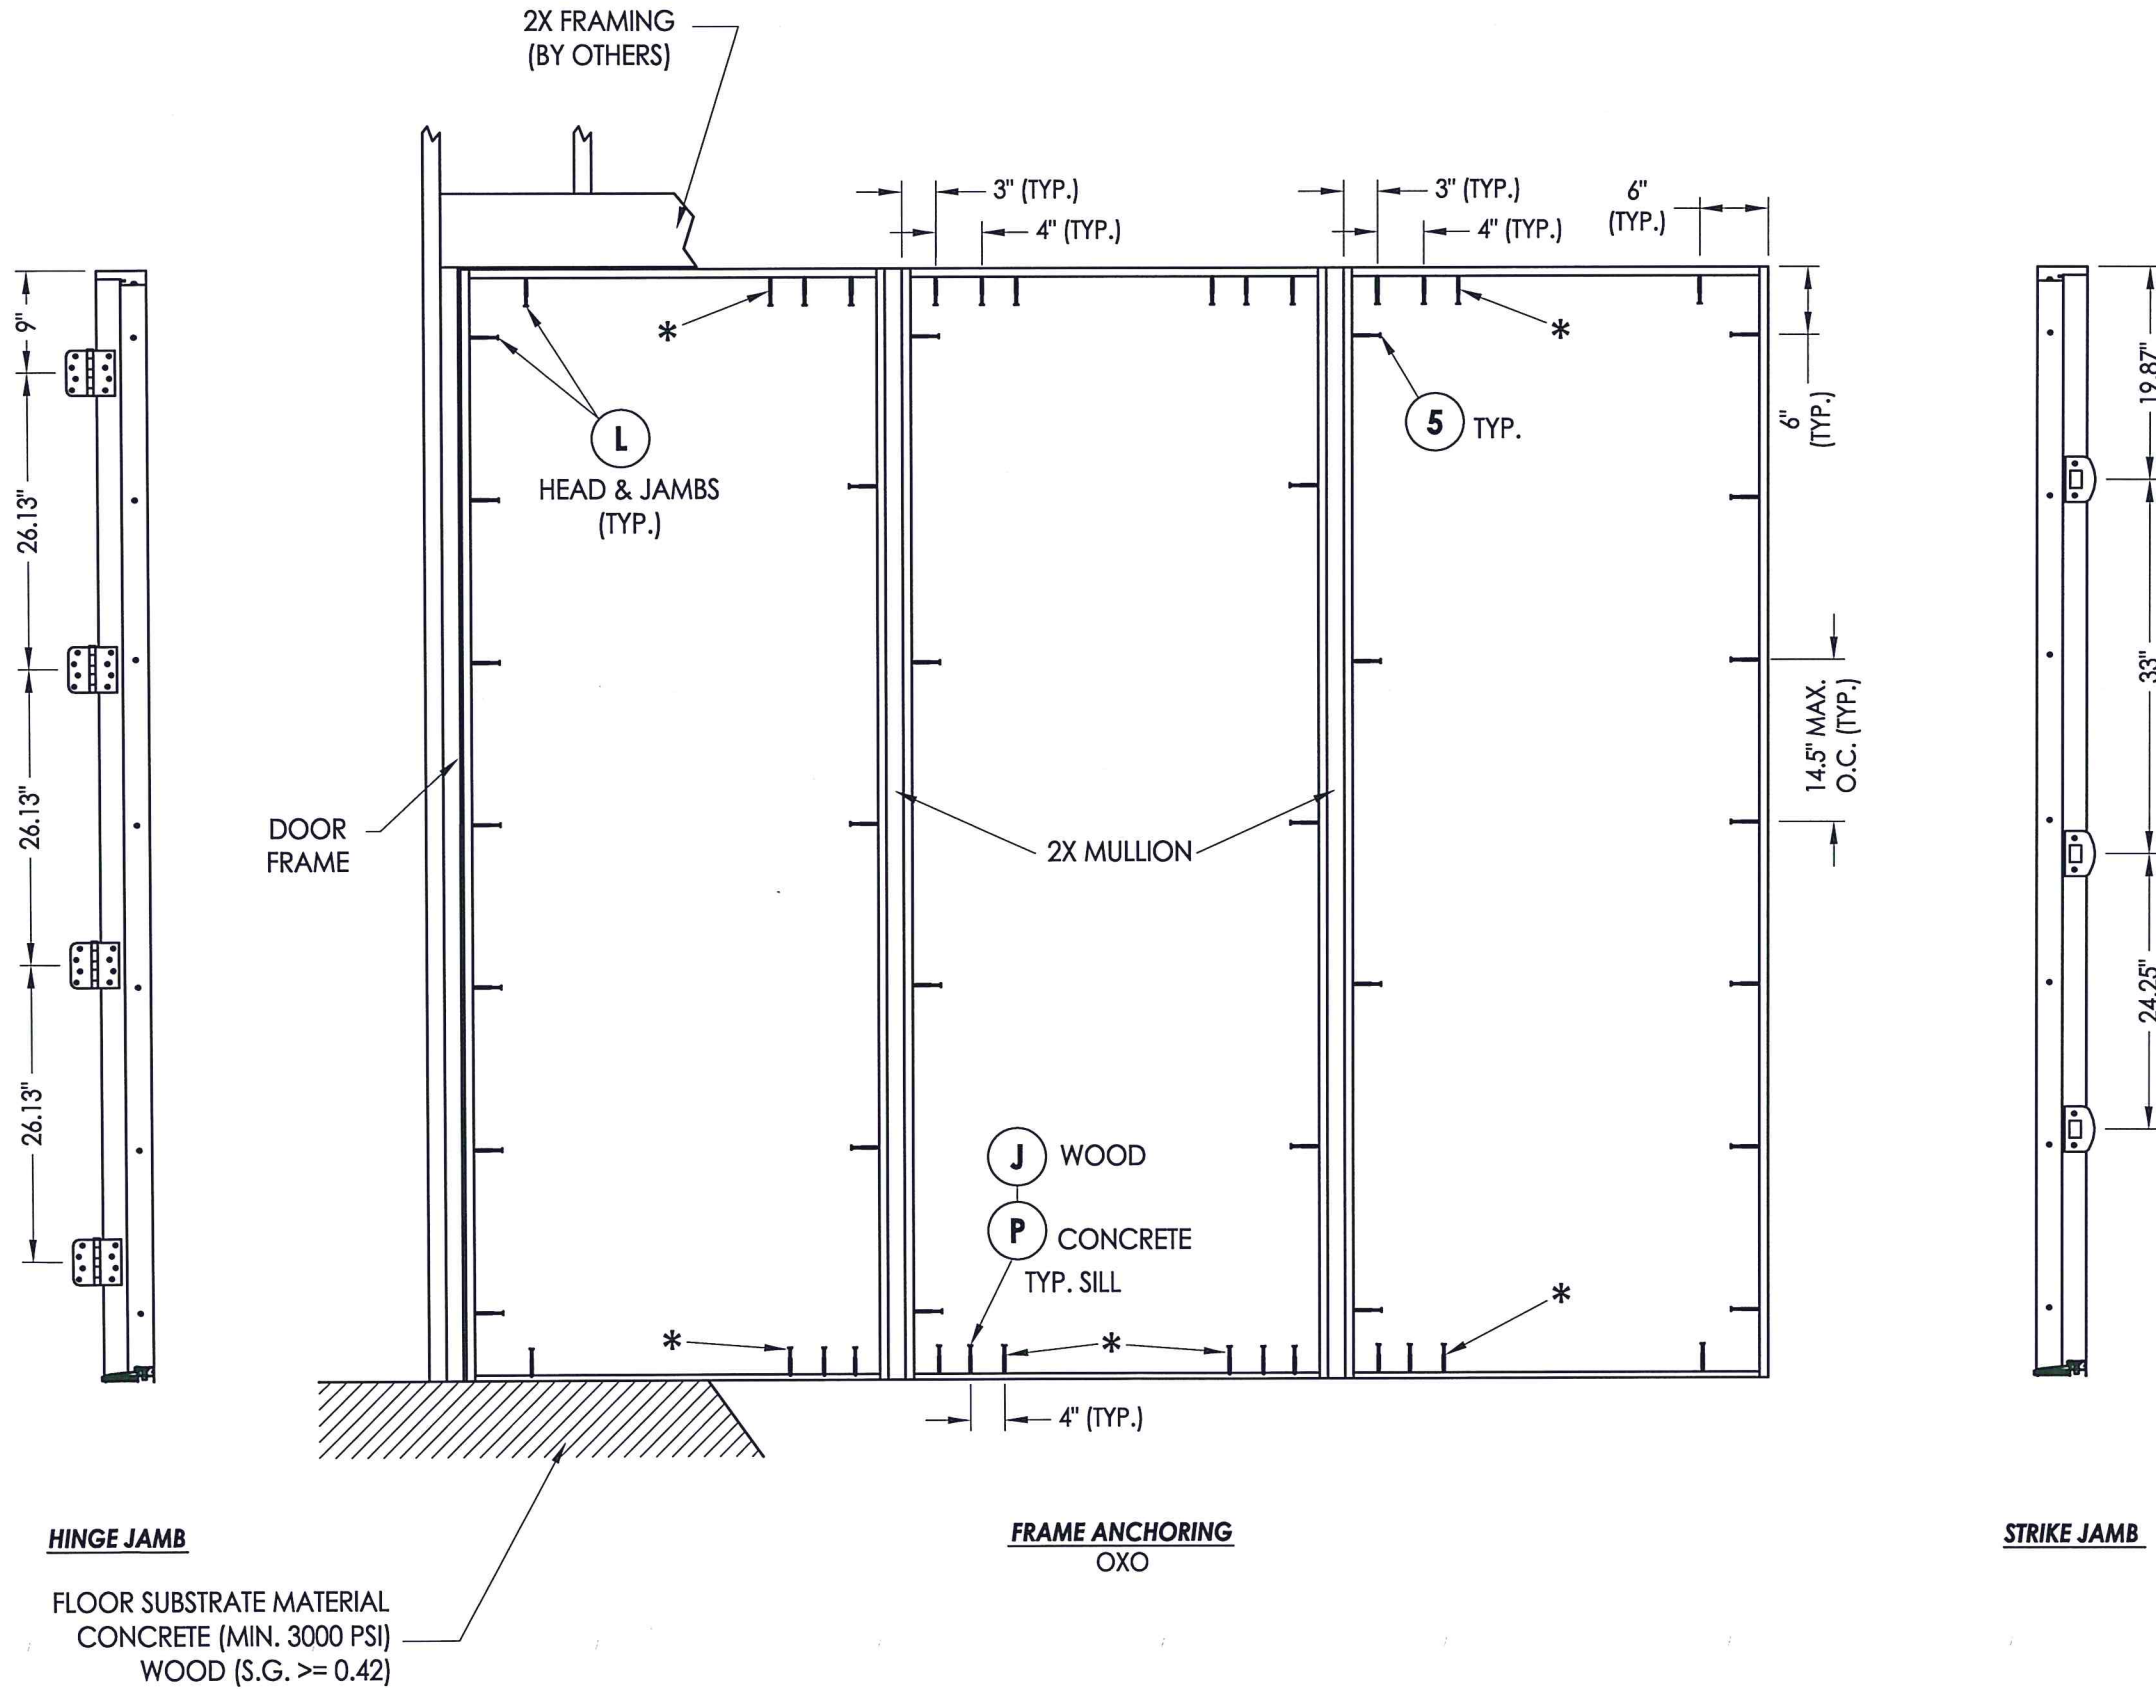 2X FRAMING
(BY OTHERS)
3" (TYP.)
4" (TYP.)
3" (TYP.)
4" (TYP.)
6"
(TYP.)
9"
26.13"
26.13"
26.13"
*
*
L
HEAD & JAMBS
(TYP.)
5 TYP.
6"
(TYP.)
19.87"
33"
24.25"
14.5" MAX.
O.C. (TYP.)
DOOR
FRAME
2X MULLION
J WOOD
P CONCRETE
TYP. SILL
*
*
*
4" (TYP.)
HINGE JAMB
FRAME ANCHORING
OXO
STRIKE JAMB
FLOOR SUBSTRATE MATERIAL
CONCRETE (MIN. 3000 PSI)
WOOD (S.G. >= 0.42)